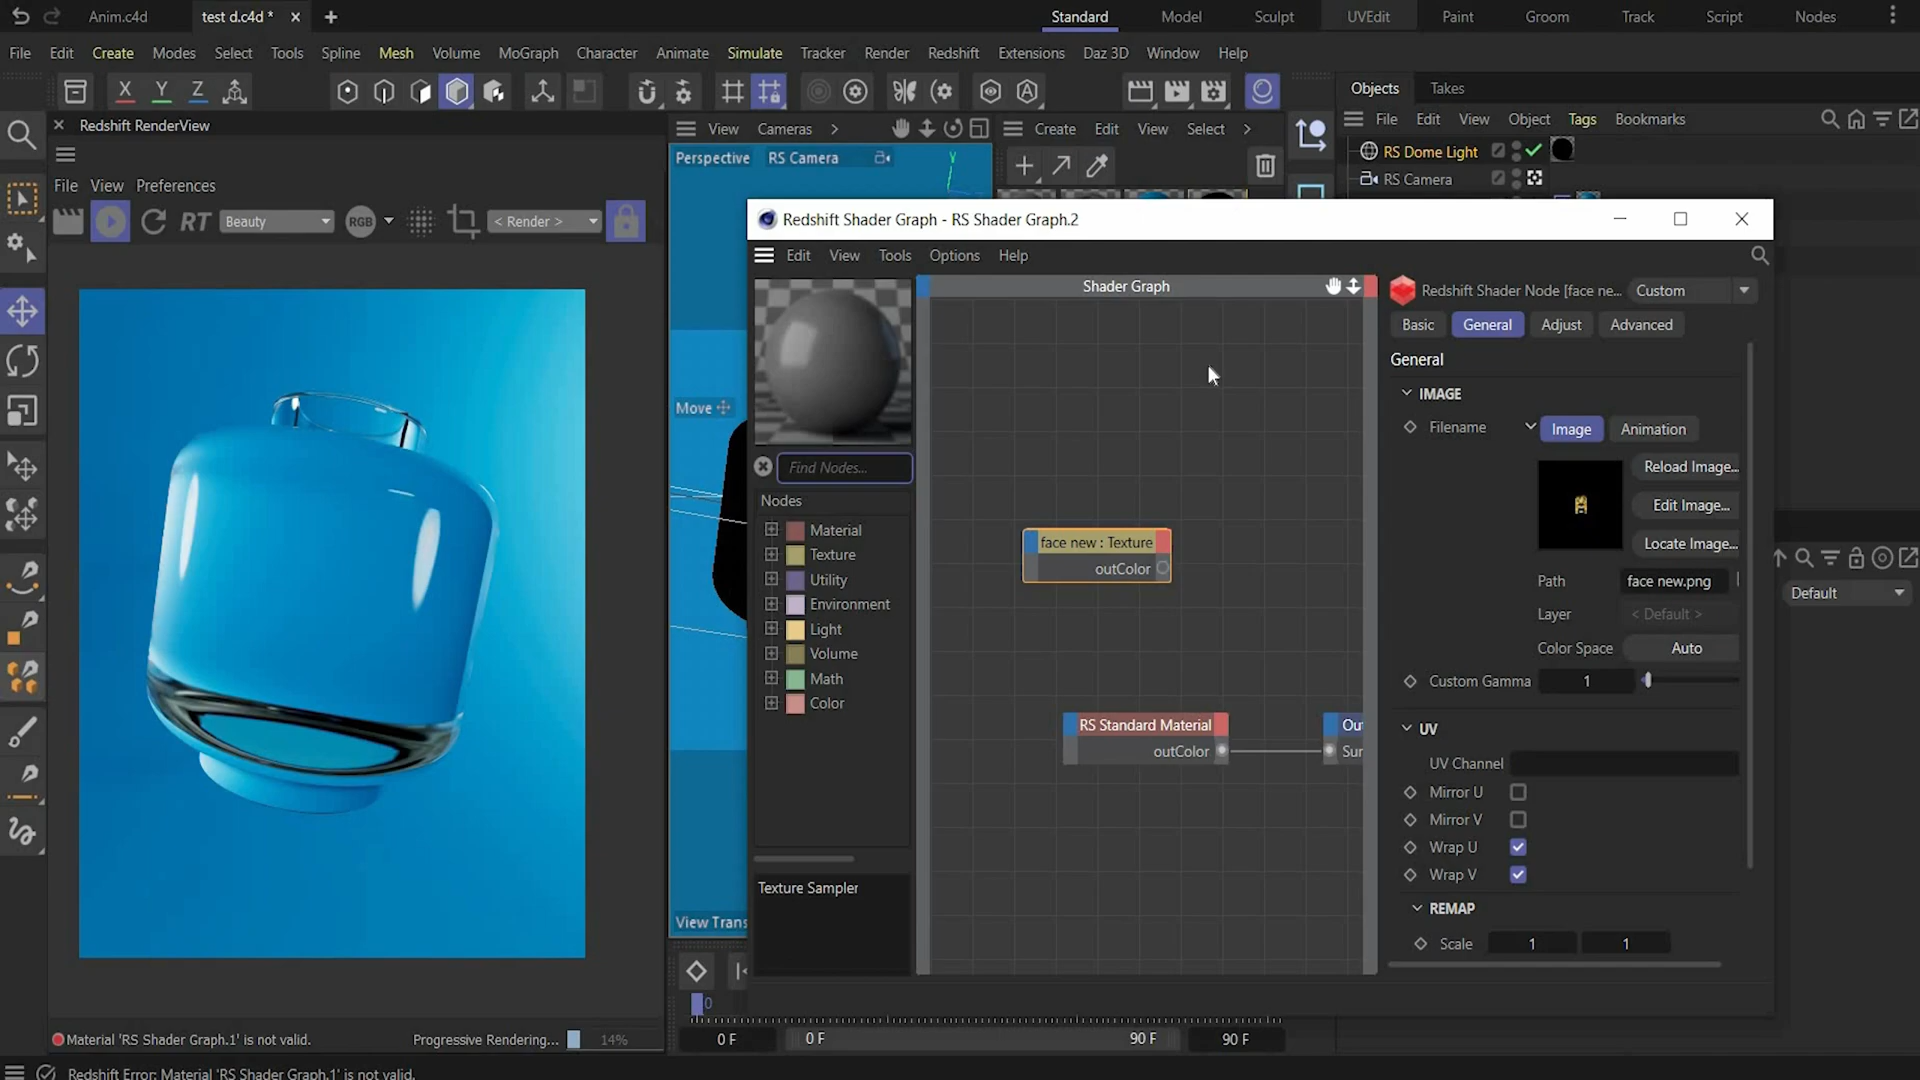 Anim.c4d
test d.c4d *
Standard
Model
Sculpt
UVEdit
Paint
Groom
Track
Script
Nodes
File
Edit
Create
Modes
Select
Tools
Spline
Mesh
Volume
MoGraph
Character
Animate
Simulate
Tracker
Render
Redshift
Extensions
Daz 3D
Window
Help
X
Y
Z
Objects
Takes
File
Edit
View
Object
Tags
Bookmarks
RS Dome Light
RS Camera
Redshift RenderView
File
View
Preferences
RT
Beauty
RGB
< Render >
View
Cameras
Create
Edit
View
Select
Perspective
RS Camera
Y
Redshift Shader Graph - RS Shader Graph.2
Edit
View
Tools
Options
Help
Shader Graph
Move
Find Nodes...
Nodes
Material
Texture
Utility
Environment
Light
Volume
Math
Color
Texture Sampler
face new : Texture
outColor
RS Standard Material
outColor
Out
Sur
Redshift Shader Node [face ne...
Custom
Basic
General
Adjust
Advanced
General
IMAGE
Filename
Image
Animation
Reload Image...
Edit Image...
Locate Image...
Path
face new.png
Layer
< Default >
Color Space
Auto
Custom Gamma
1
UV
UV Channel
Mirror U
Mirror V
Wrap U
Wrap V
REMAP
Scale
1
1
Default
View Trans
0
0 F
0 F
90 F
90 F
Material 'RS Shader Graph.1' is not valid.
Progressive Rendering...
14%
Redshift Error: Material 'RS Shader Graph.1' is not valid.